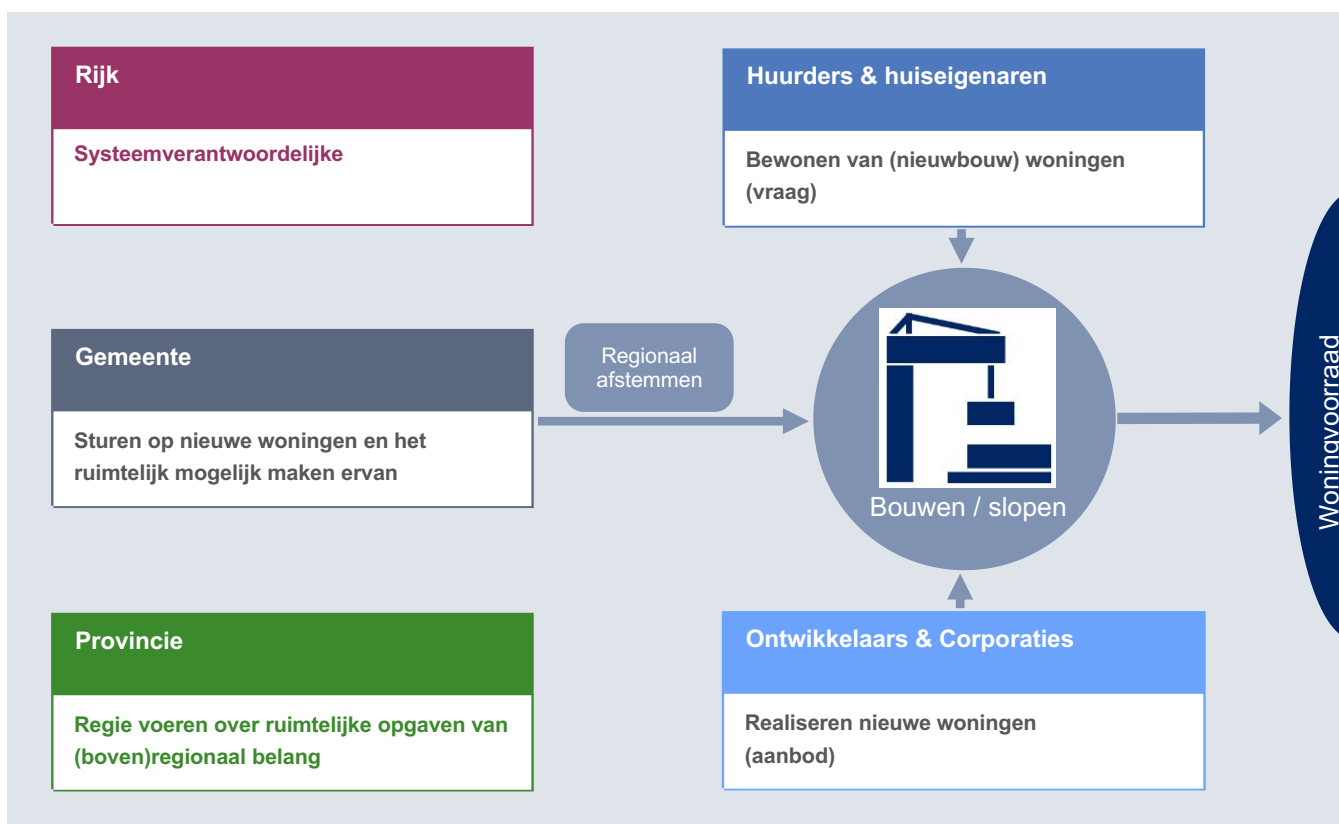 Rijk
Systeemverantwoordelijke
Huurders & huiseigenaren
Bewonen van (nieuwbouw) woningen
(vraag)
Gemeente
Sturen op nieuwe woningen en het
ruimtelijk mogelijk maken ervan
Regionaal
afstemmen
Bouwen / slopen
Woningvoorraad
Provincie
Regie voeren over ruimtelijke opgaven van
(boven)regionaal belang
Ontwikkelaars & Corporaties
Realiseren nieuwe woningen
(aanbod)